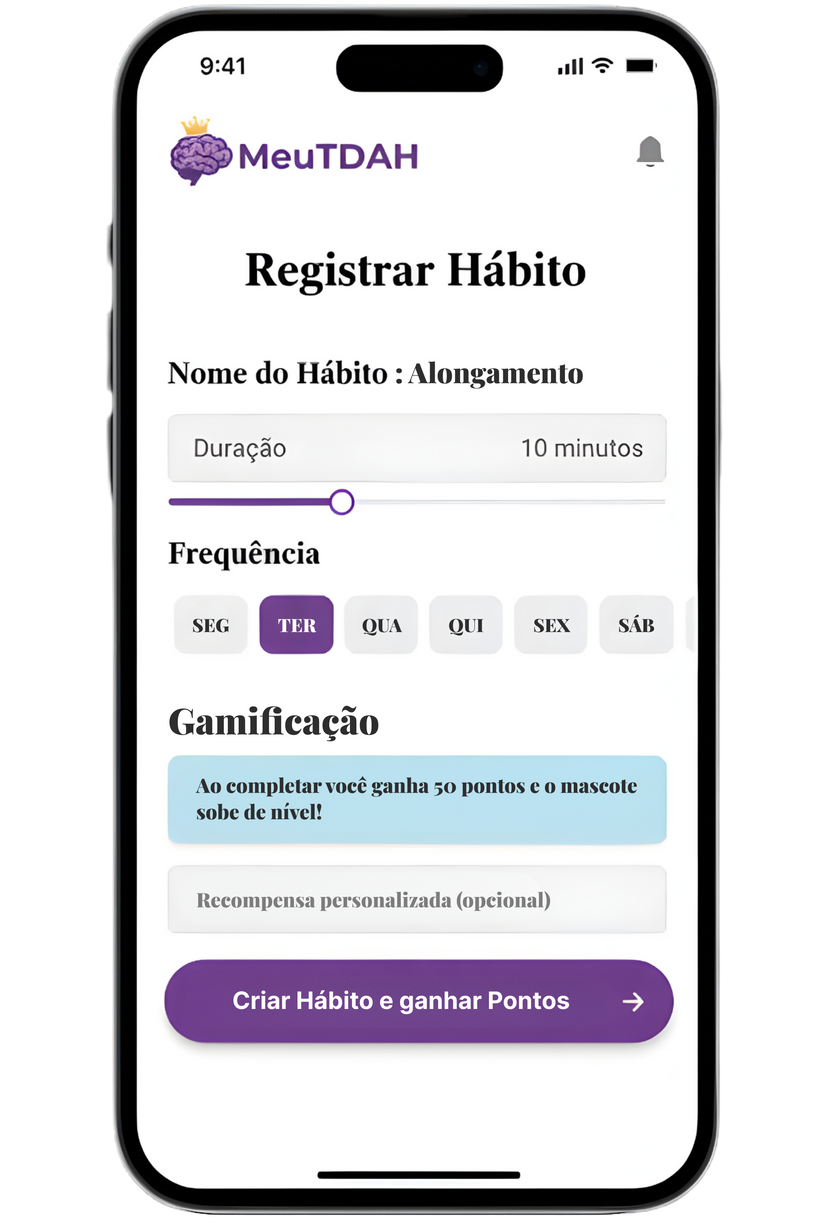 9:41
MeuTDAH
Registrar Hábito
Nome do Hábito : Alongamento
Duração 10 minutos
Frequência
SEG TER QUA QUI SEX SÁB
Gamificação
Ao completar você ganha 50 pontos e o mascote
sobe de nível!
Recompensa personalizada (opcional)
Criar Hábito e ganhar Pontos →